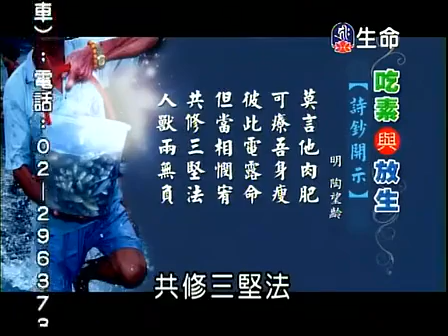 生命
吃素與放生
【詩鈔開示】
明 陶望齡
莫言他肉肥
可療吾身瘦
彼此電露命
但當相憫宥
共修三堅法
人獸兩無負
車）：電話：02－29637３
共修三堅法